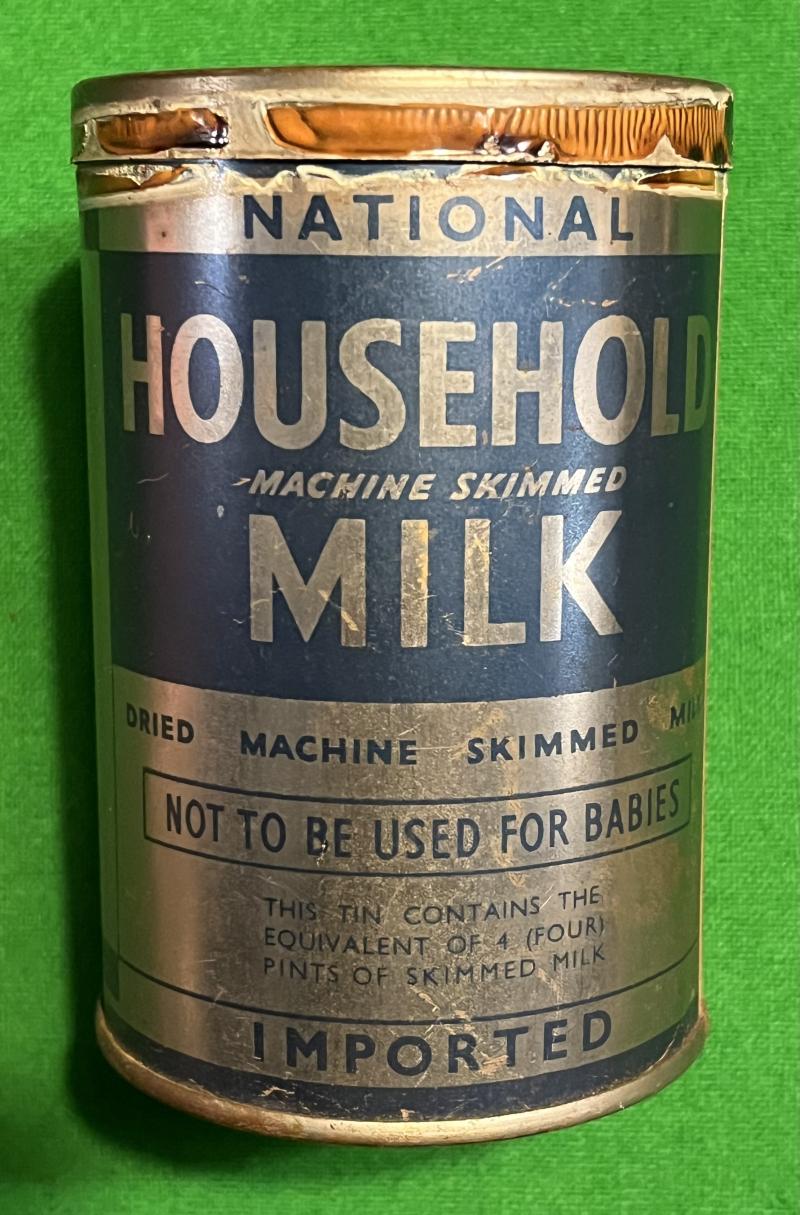 NATIONAL
HOUSEHOLD
MACHINE SKIMMED
MILK
DRIED MACHINE SKIMMED MILK
NOT TO BE USED FOR BABIES
THIS TIN CONTAINS THE
EQUIVALENT OF 4 (FOUR)
PINTS OF SKIMMED MILK
IMPORTED